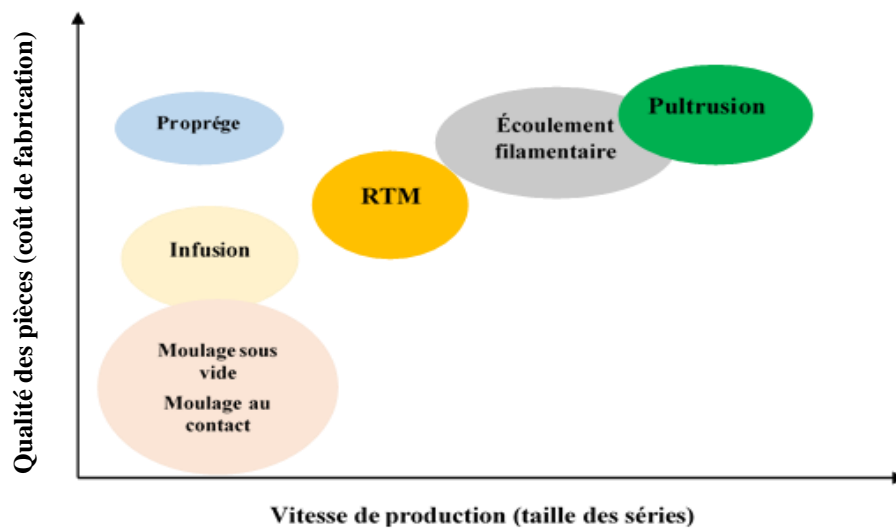 Qualité des pièces (coût de fabrication)
Proprége
Pultrusion
Écoulement
filamentaire
RTM
Infusion
Moulage sous
vide
Moulage au
contact
Vitesse de production (taille des séries)